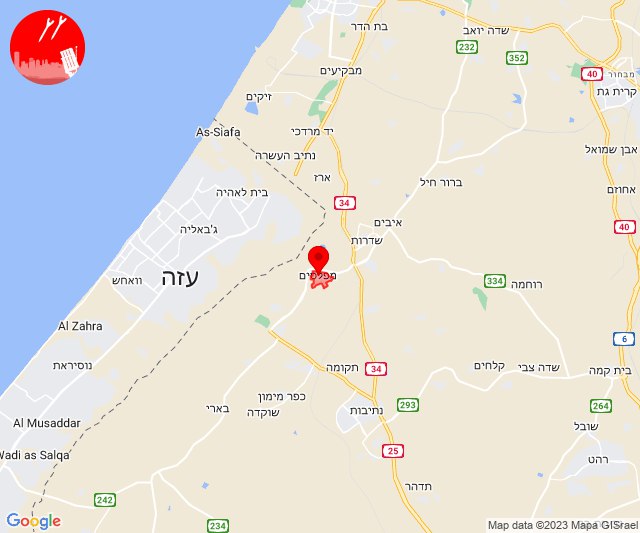 בת הדר
שדה יואב
232
352
מבקיעים
40
מבחור
קרית גת
זיקים
As-Siafa
יד מרדכי
נתיב העשרה
אבן שמואל
ארז
ברור חיל
אחוזם
בית לאהיה
34
ג'באליה
איבים
40
שדרות
וואחש
עזה
מפלסים
334
רוחמה
Al Zahra
6
נוסיראת
תקומה
34
קלחים
שדה צבי
בית קמה
כפר מימון
בארי
שוקדה
נתיבות
293
264
Al Musaddar
שובל
25
Wadi as Salqa
רהט
תדהר
242
234
Google
Map data ©2023 Mapa GISrael